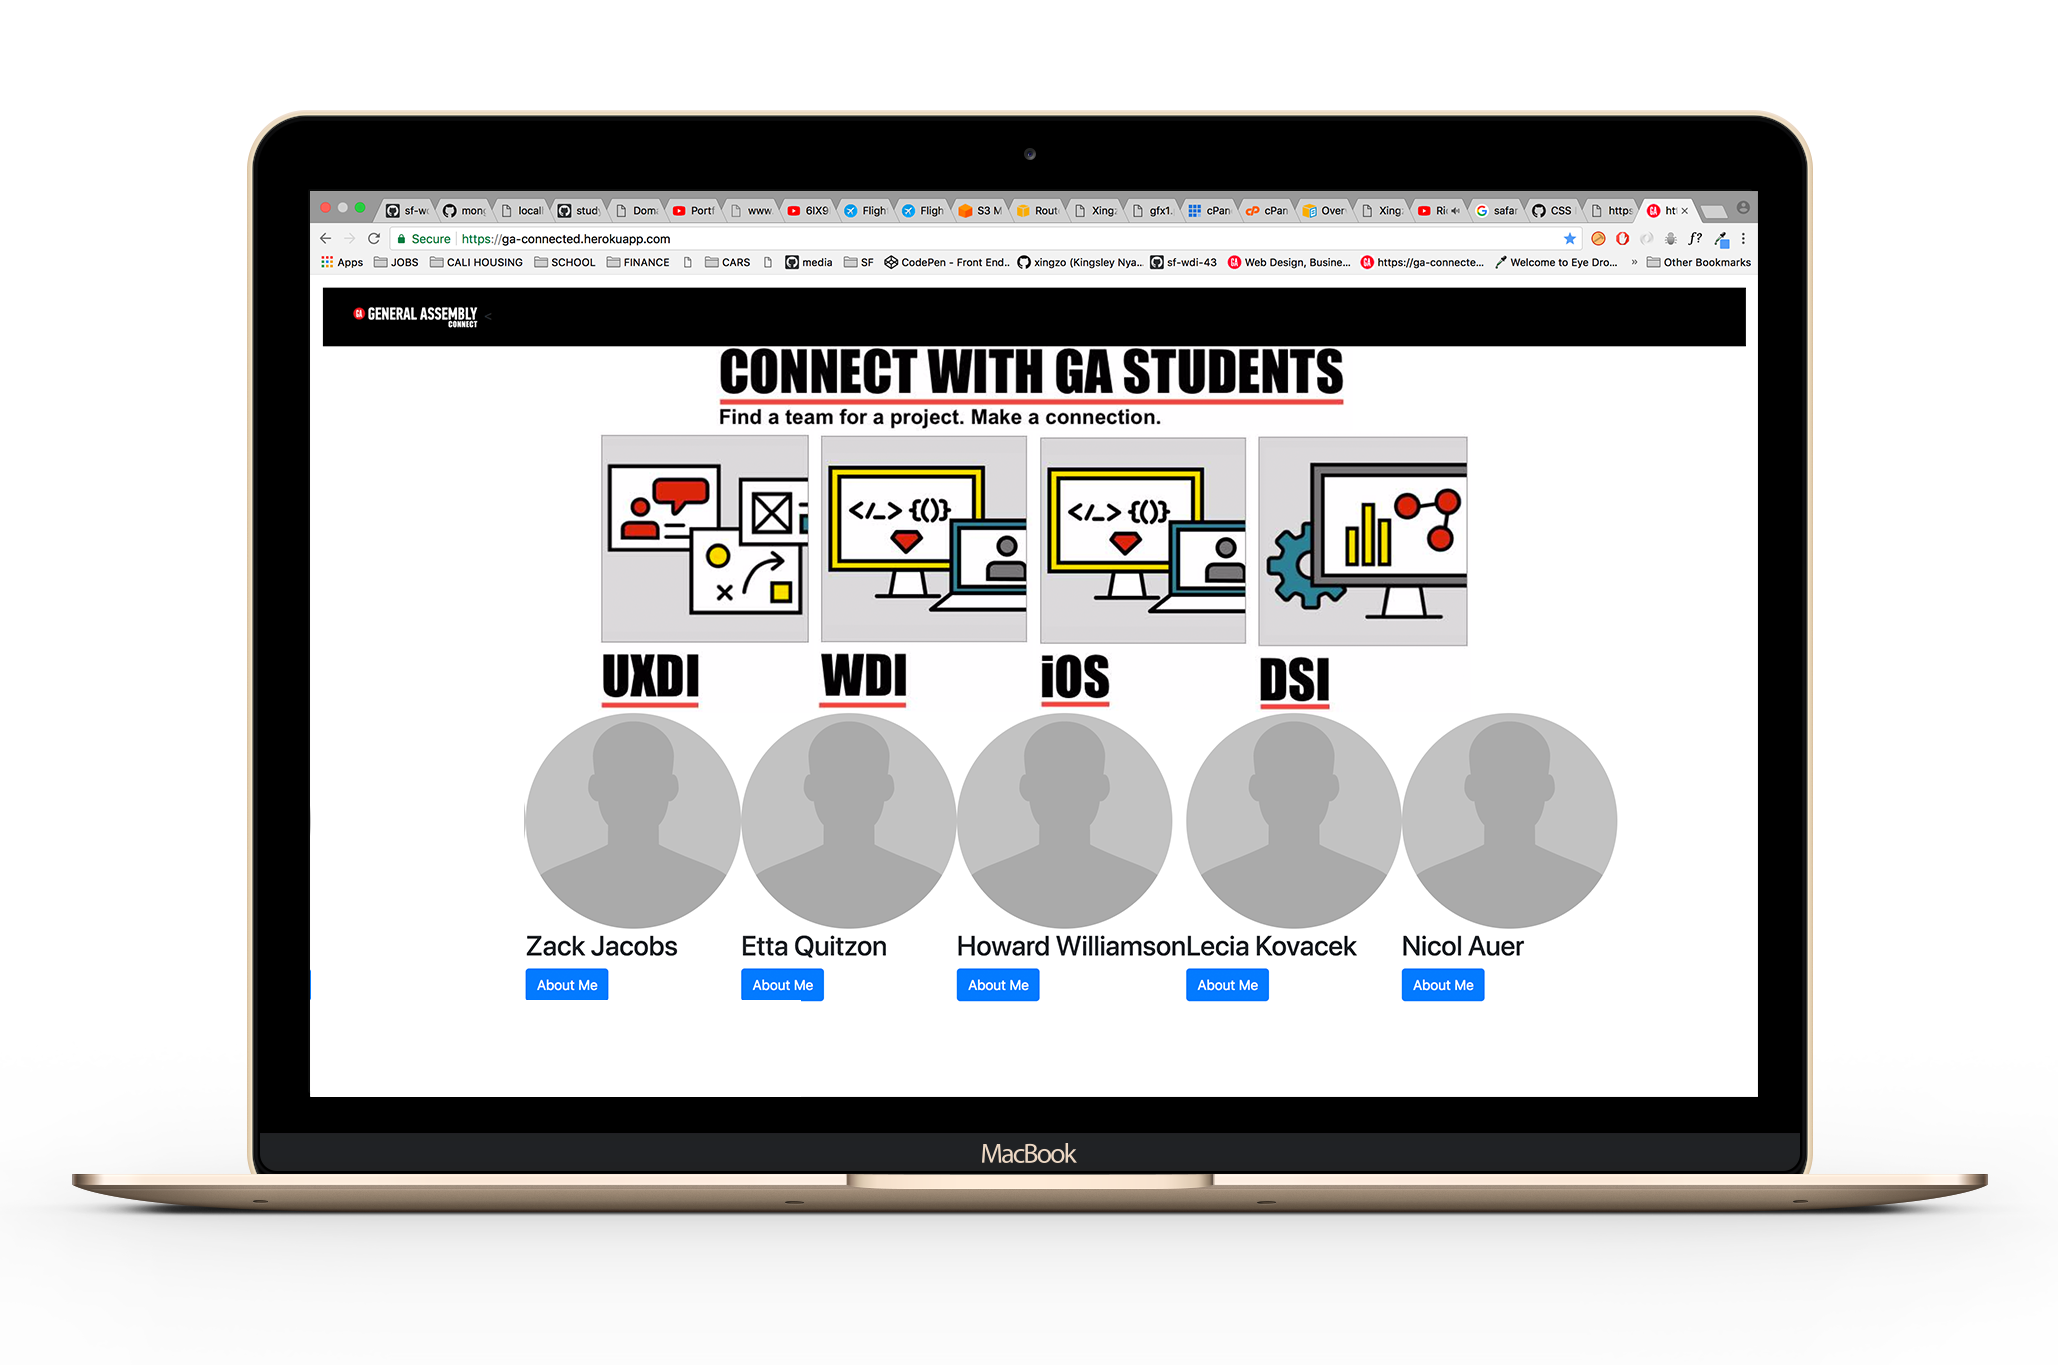 sf-w
mon
local
stud
Dom
Portf
www.
6IX9
Fligh
Fligh
S3 M
Rout
Xing
gfx1.
cPan
cPan
Over
Xing
Ri
safar
CSS
https
ht
Secure https://ga-connected.herokuapp.com
f?
Apps JOBS CALI HOUSING SCHOOL FINANCE CARS media SF CodePen - Front End... xingzo (Kingsley Nya... sf-wdi-43 Web Design, Busine... https://ga-connecte... Welcome to Eye Dro... » Other Bookmarks
GA GENERAL ASSEMBLY <
CONNECT
CONNECT WITH GA STUDENTS
Find a team for a project. Make a connection.
</_> {()}
</_> {()}
UXDI WDI iOS DSI
Zack Jacobs Etta Quitzon Howard Williamson Lecia Kovacek Nicol Auer
About Me About Me About Me About Me About Me
MacBook